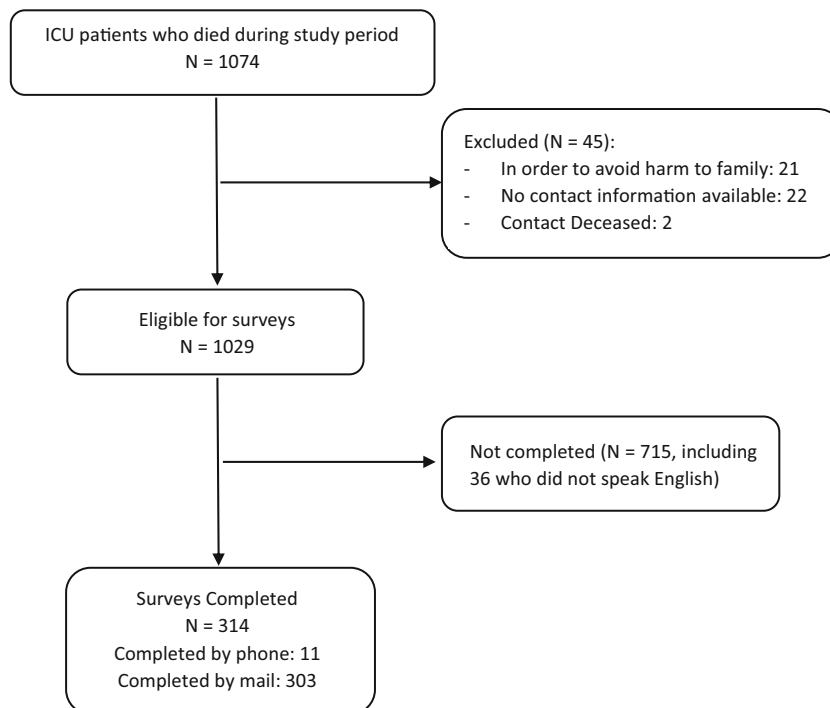 ICU patients who died during study period
N = 1074
Excluded (N = 45):
- In order to avoid harm to family: 21
- No contact information available: 22
- Contact Deceased: 2
Eligible for surveys
N = 1029
Not completed (N = 715, including
36 who did not speak English)
Surveys Completed
N = 314
Completed by phone: 11
Completed by mail: 303